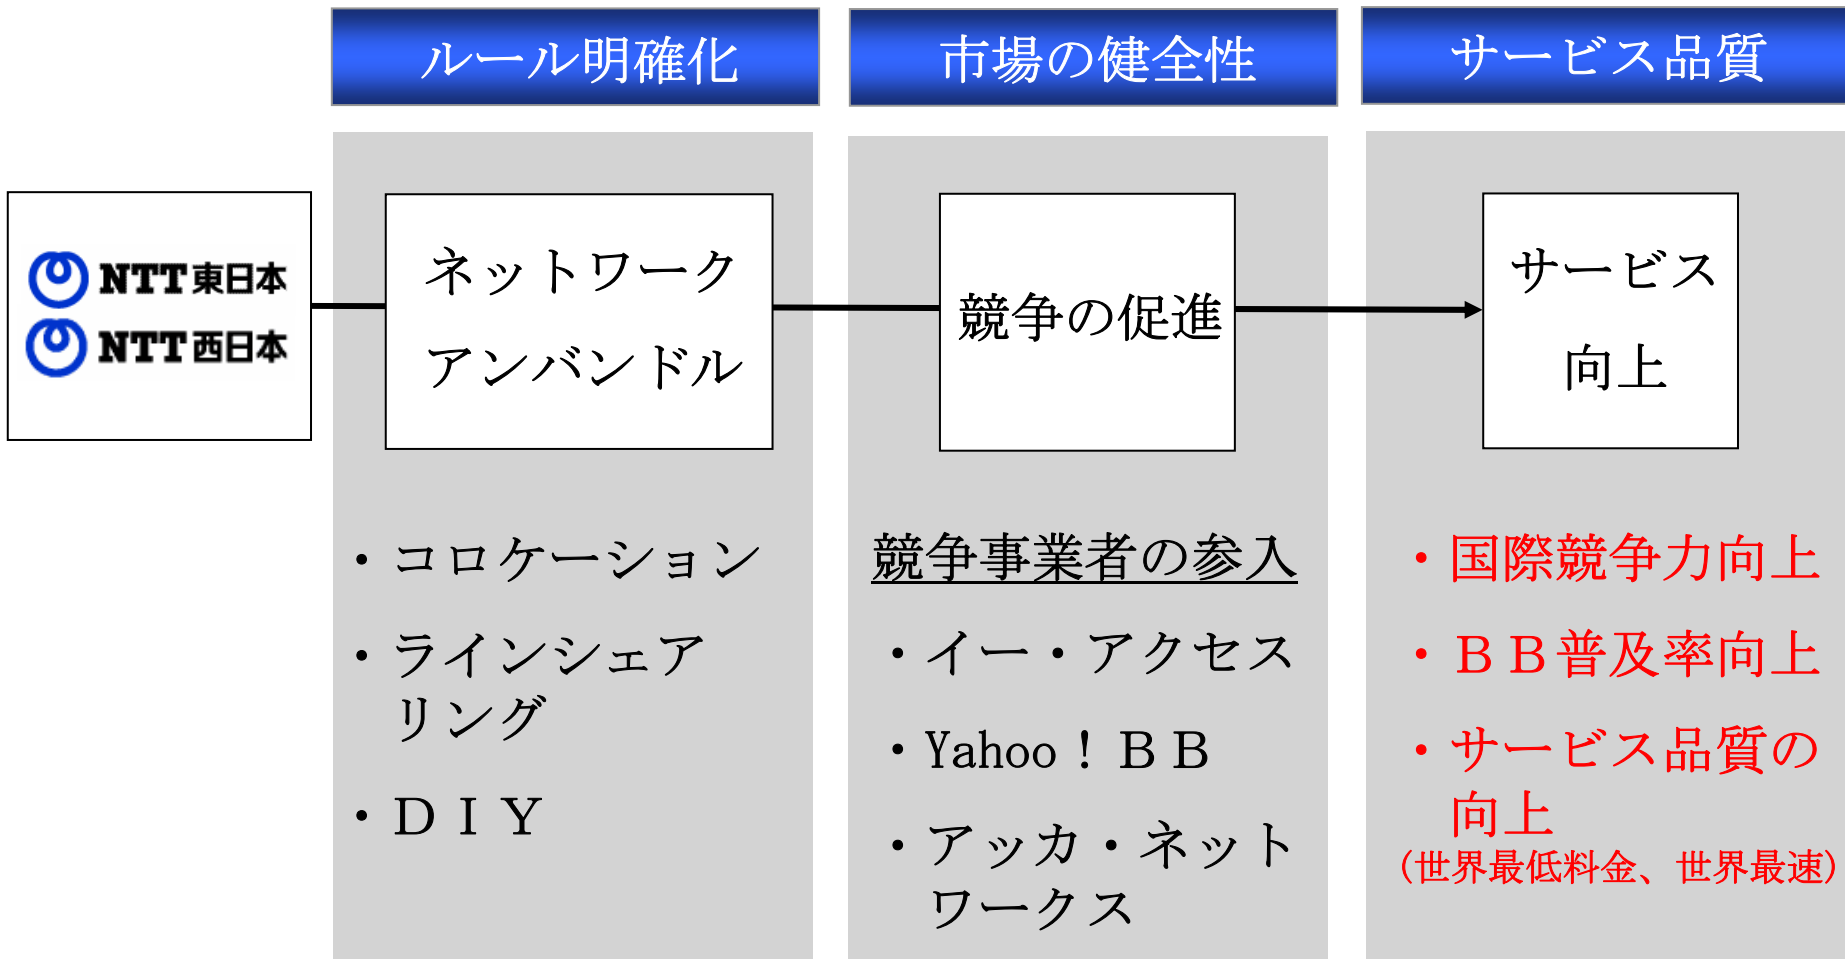 ルール明確化
市場の健全性
サービス品質
NTT東日本
NTT西日本
ネットワーク
アンバンドル
競争の促進
サービス
向上
・コロケーション
・ラインシェア
リング
・ＤＩＹ
競争事業者の参入
・イー・アクセス
・Yahoo！ＢＢ
・アッカ・ネット
ワークス
・国際競争力向上
・ＢＢ普及率向上
・サービス品質の
向上
(世界最低料金、世界最速)